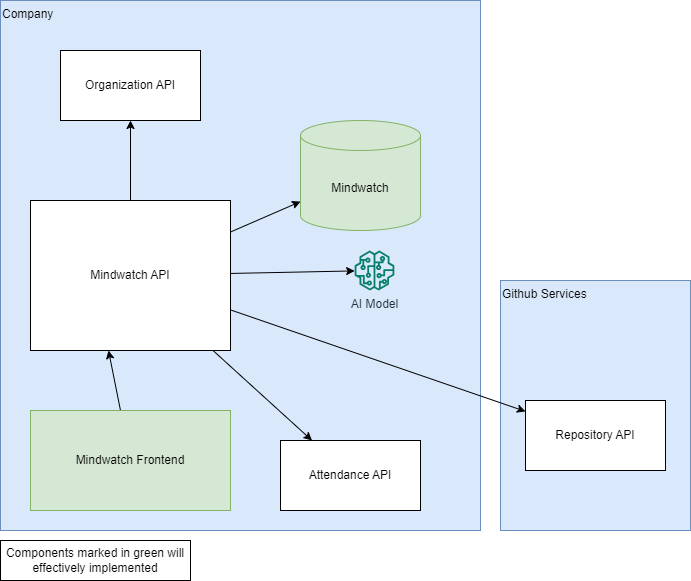 Company
Organization API
Mindwatch
Mindwatch API
AI Model
Github Services
Repository API
Mindwatch Frontend
Attendance API
Components marked in green will
effectively implemented